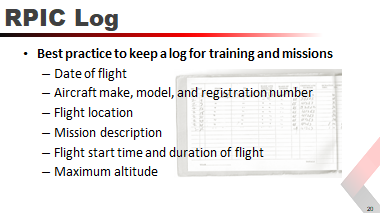 RPIC Log
• Best practice to keep a log for training and missions
– Date of flight
– Aircraft make, model, and registration number
– Flight location
– Mission description
– Flight start time and duration of flight
– Maximum altitude